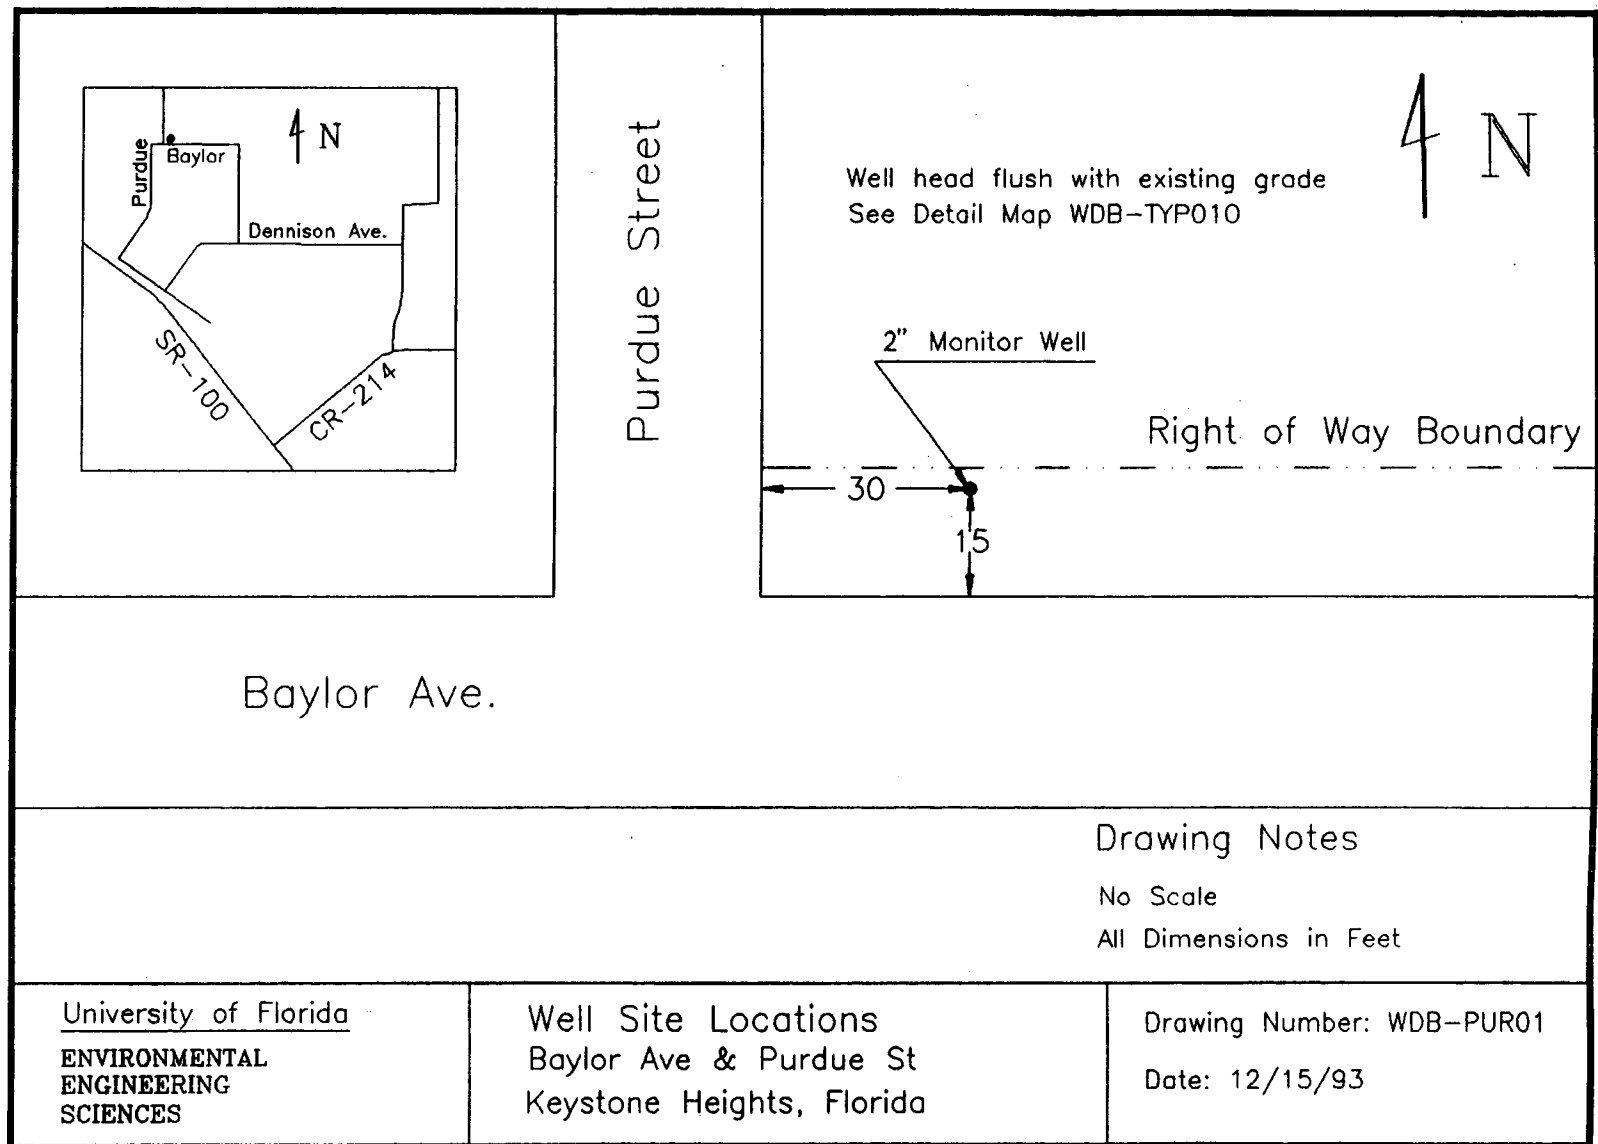 Purdue
Baylor
N
Dennison Ave.
SR-100
CR-214
Purdue Street
N
Well head flush with existing grade
See Detail Map WDB-TYP010
2" Monitor Well
Right of Way Boundary
30
15
Baylor Ave.
Drawing Notes
No Scale
All Dimensions in Feet
University of Florida
ENVIRONMENTAL
ENGINEERING
SCIENCES
Well Site Locations
Baylor Ave & Purdue St
Keystone Heights, Florida
Drawing Number: WDB-PUR01
Date: 12/15/93